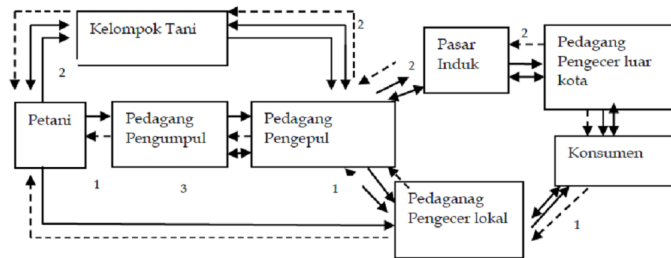 Kelompok Tani
2
2
Pasar
Induk
2
2
Pedagang
Pengecer luar
kota
Petani
Pedagang
Pengumpul
Pedagang
Pengepul
Konsumen
1
3
1
Pedaganag
Pengecer lokal
1